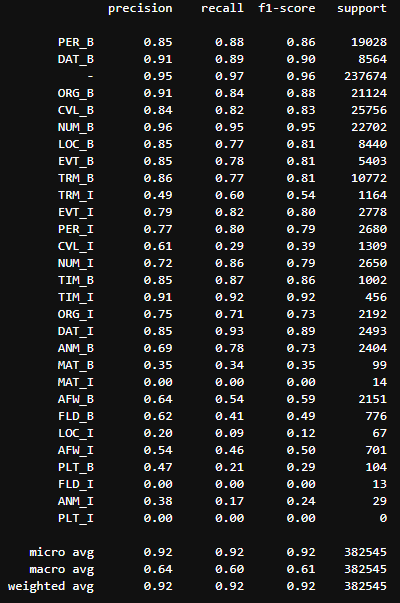 precision recall f1-score support
PER_B 0.85 0.88 0.86 19028
DAT_B 0.91 0.89 0.90 8564
- 0.95 0.97 0.96 237674
ORG_B 0.91 0.84 0.88 21124
CVL_B 0.84 0.82 0.83 25756
NUM_B 0.96 0.95 0.95 22702
LOC_B 0.85 0.77 0.81 8440
EVT_B 0.85 0.78 0.81 5403
TRM_B 0.86 0.77 0.81 10772
TRM_I 0.49 0.60 0.54 1164
EVT_I 0.79 0.82 0.80 2778
PER_I 0.77 0.80 0.79 2680
CVL_I 0.61 0.29 0.39 1309
NUM_I 0.72 0.86 0.79 2650
TIM_B 0.85 0.87 0.86 1002
TIM_I 0.91 0.92 0.92 456
ORG_I 0.75 0.71 0.73 2192
DAT_I 0.85 0.93 0.89 2493
ANM_B 0.69 0.78 0.73 2404
MAT_B 0.35 0.34 0.35 99
MAT_I 0.00 0.00 0.00 14
AFW_B 0.64 0.54 0.59 2151
FLD_B 0.62 0.41 0.49 776
LOC_I 0.20 0.09 0.12 67
AFW_I 0.54 0.46 0.50 701
PLT_B 0.47 0.21 0.29 104
FLD_I 0.00 0.00 0.00 13
ANM_I 0.38 0.17 0.24 29
PLT_I 0.00 0.00 0.00 0
micro avg 0.92 0.92 0.92 382545
macro avg 0.64 0.60 0.61 382545
weighted avg 0.92 0.92 0.92 382545